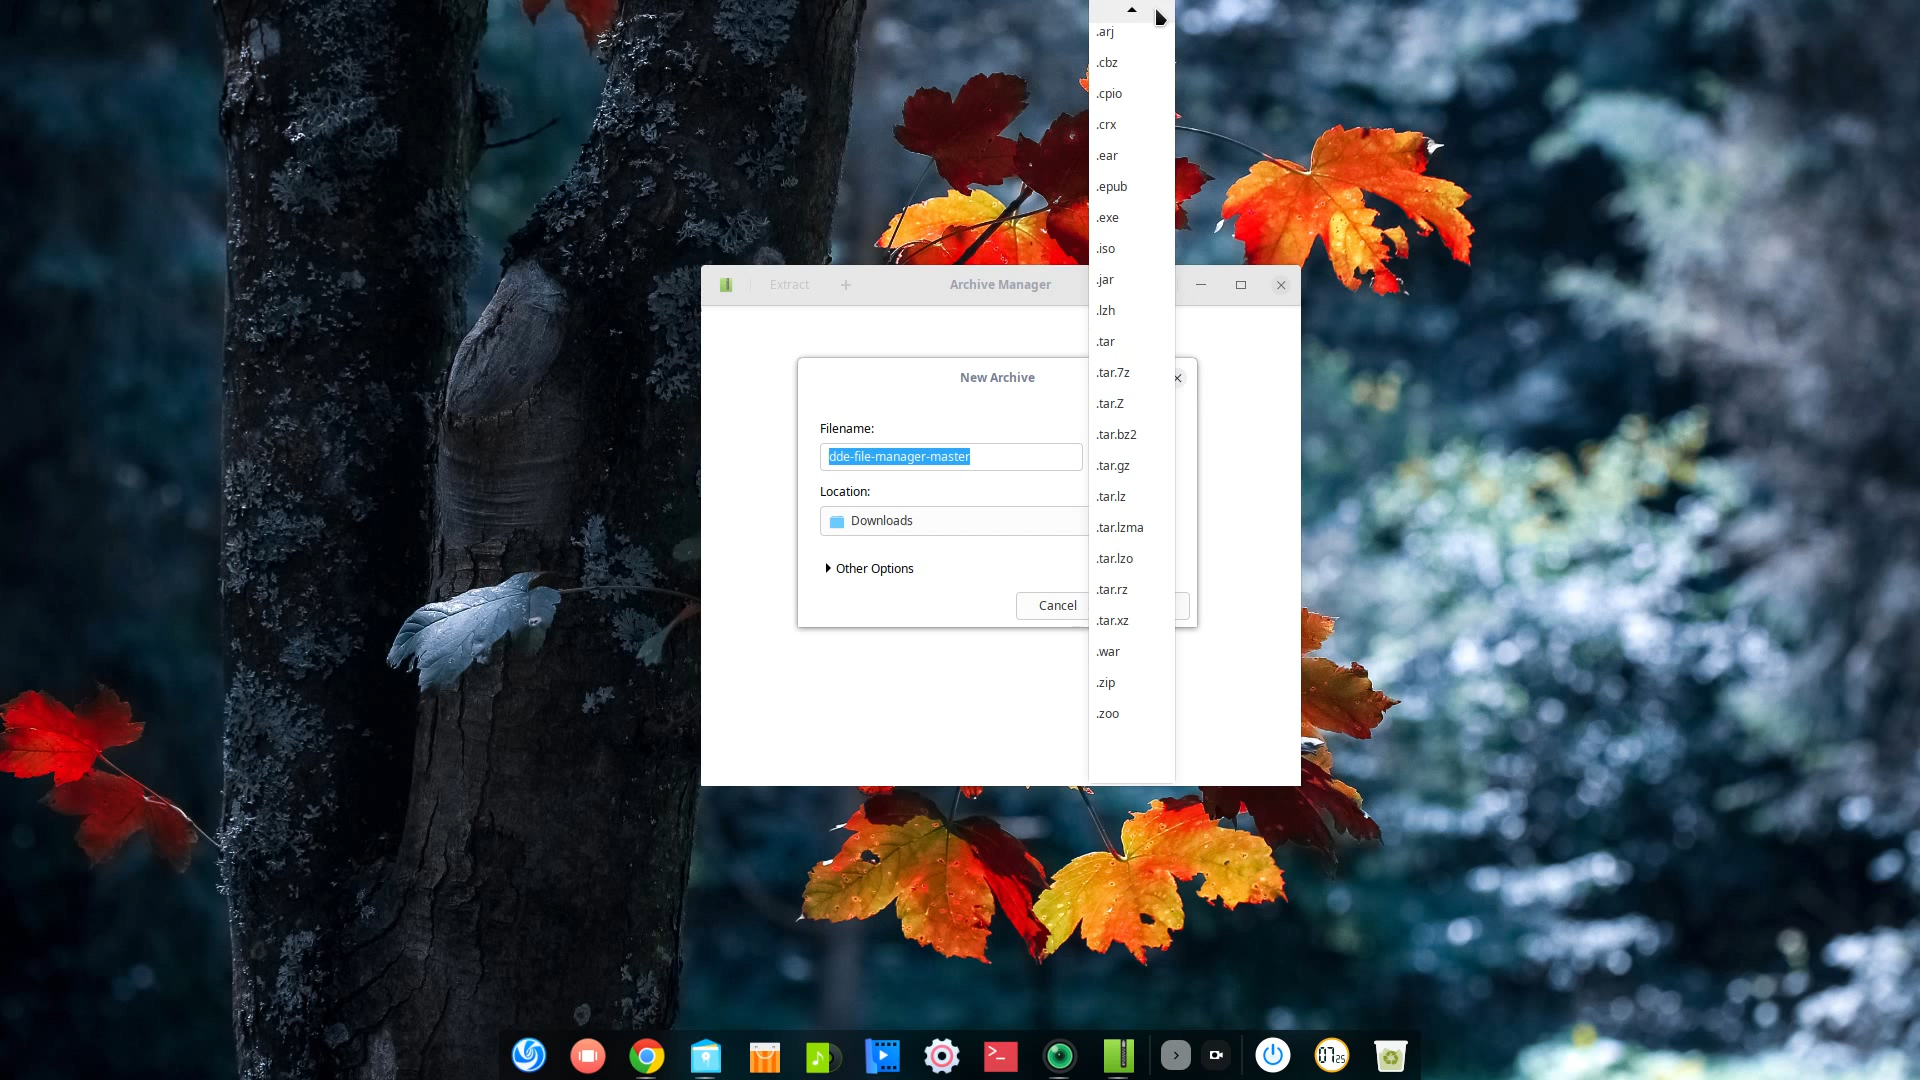 Extract
Archive Manager
New Archive
Filename:
dde-file-manager-master
Location:
Downloads
Other Options
Cancel
.arj
.cbz
.cpio
.crx
.ear
.epub
.exe
.iso
.jar
.lzh
.tar
.tar.7z
.tar.Z
.tar.bz2
.tar.gz
.tar.lz
.tar.lzma
.tar.lzo
.tar.rz
.tar.xz
.war
.zip
.zoo
07 25